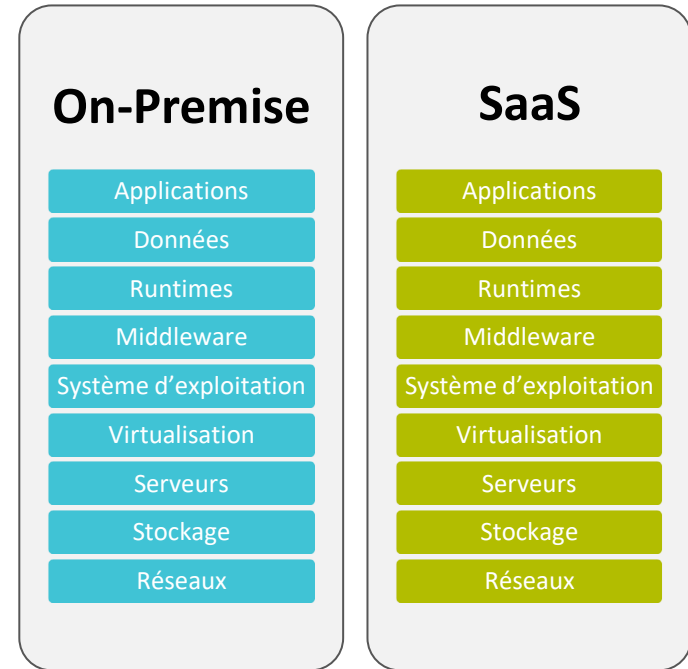 On-Premise
Applications
Données
Runtimes
Middleware
Système d’exploitation
Virtualisation
Serveurs
Stockage
Réseaux
SaaS
Applications
Données
Runtimes
Middleware
Système d’exploitation
Virtualisation
Serveurs
Stockage
Réseaux